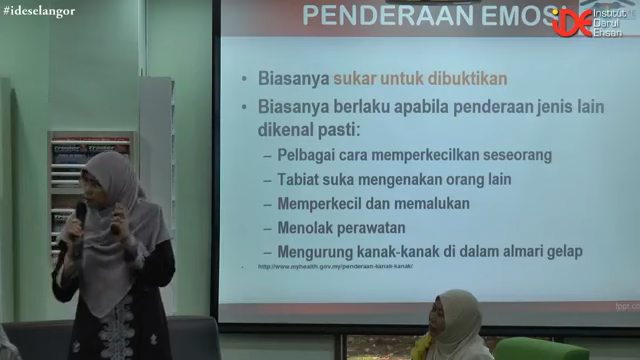 #ideselangor
PENDERAAN EMOSI
Institut
Darul
Ehsan
• Biasanya sukar untuk dibuktikan
• Biasanya berlaku apabila penderaan jenis lain
dikenal pasti:
– Pelbagai cara memperkecilkan seseorang
– Tabiat suka mengenakan orang lain
– Memperkecil dan memalukan
– Menolak perawatan
– Mengurung kanak-kanak di dalam almari gelap
• http://www.myhealth.gov.my/penderaan-kanak-kanak/